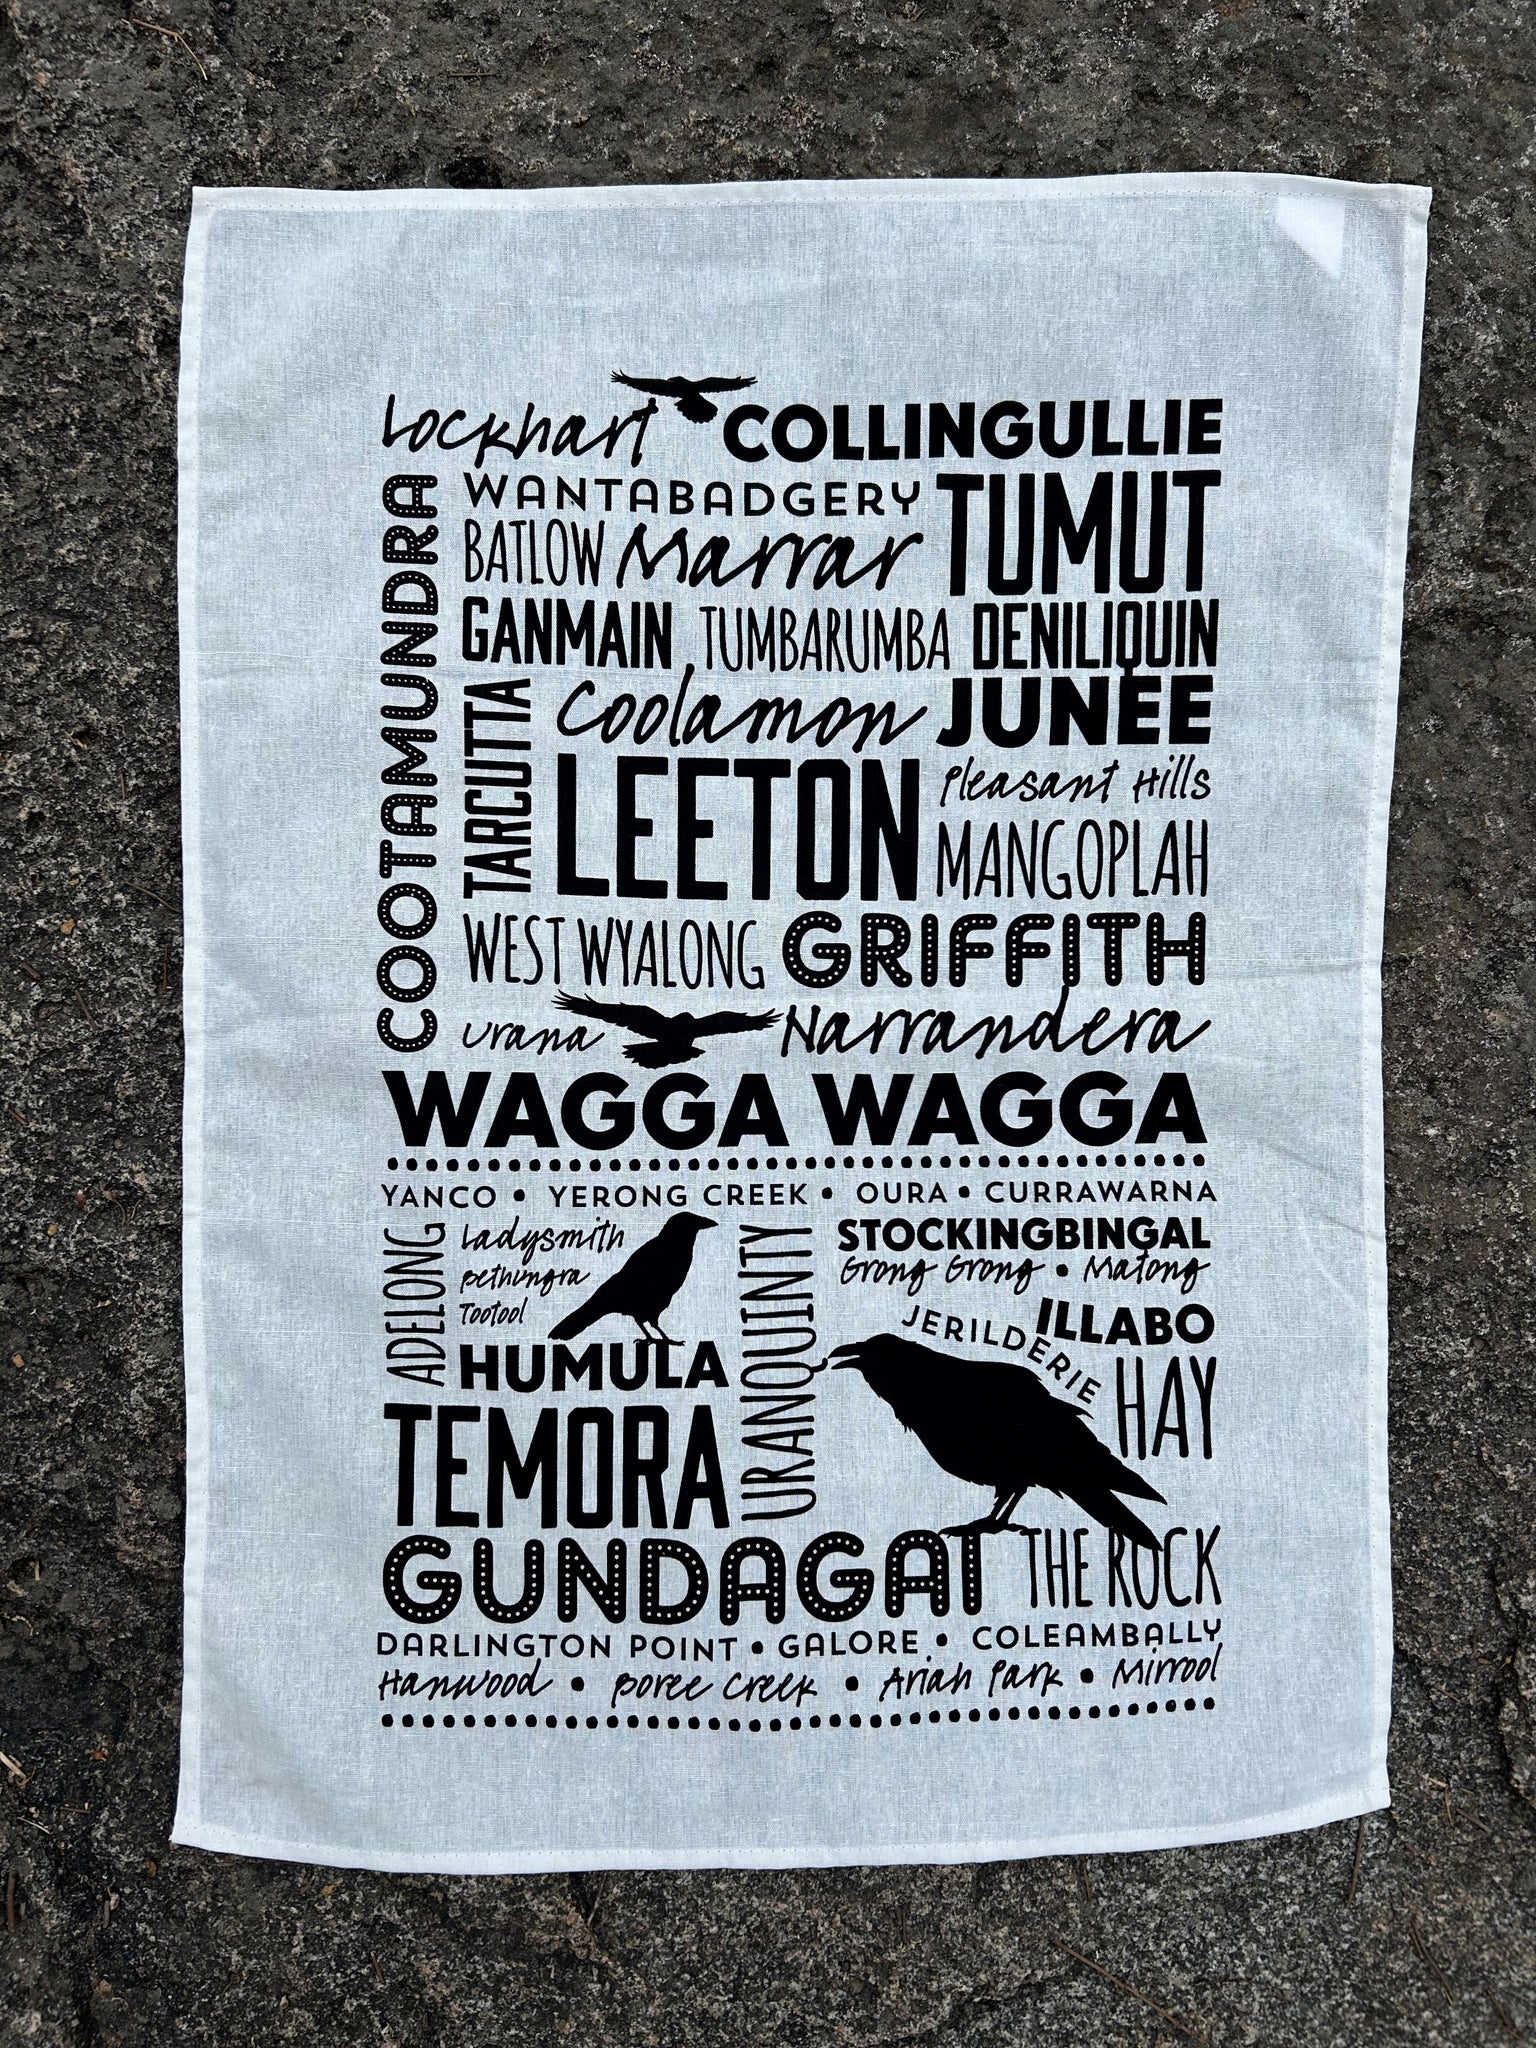 Lockhart COLLINGULLIE
COOTAMUNDRA
WANTABADGERY TUMUT
BATLOW Marrar
GANMAIN TUMBARUMBA DENILIQUIN
TARCUTTA
Coolamon JUNEE
LEETON Pleasant Hills
MANGOPLAH
WEST WYALONG GRIFFITH
Urana Narrandera
WAGGA WAGGA
YANCO • YERONG CREEK • OURA • CURRAWARNA
ADELONG
Ladysmith
Bethungra
Tootool
HUMULA
URANQUINTY
STOCKINGBINGAL
Grong Grong • Matong
ILLABO
JERILDERIE
HAY
TEMORA
GUNDAGAI THE ROCK
DARLINGTON POINT • GALORE • COLEAMBALLY
Hanwood • Boree Creek • Ariah Park • Mirrool